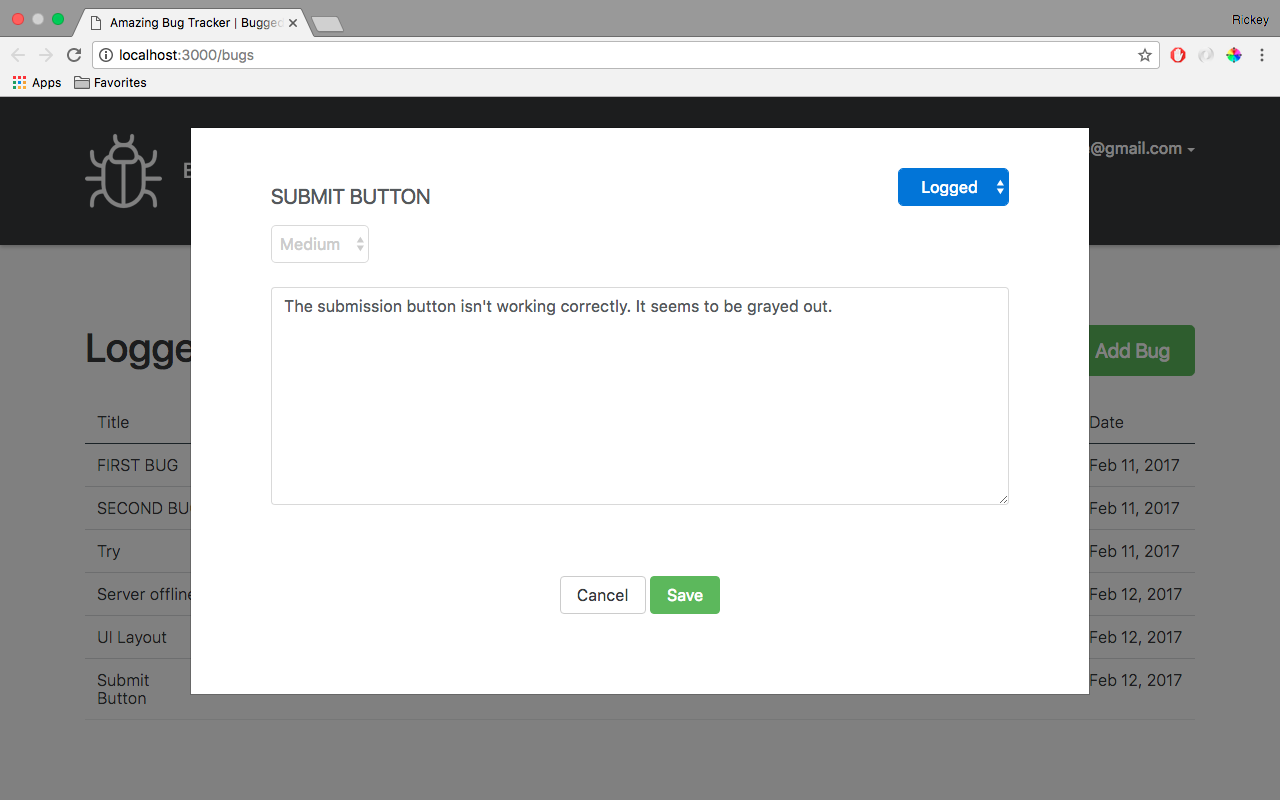 Amazing Bug Tracker | Bugged
Rickey
localhost:3000/bugs
Apps
Favorites
@gmail.com
SUBMIT BUTTON
Logged
Medium
The submission button isn't working correctly. It seems to be grayed out.
Logge
Add Bug
Title
Date
FIRST BUG
Feb 11, 2017
SECOND BU
Feb 11, 2017
Try
Feb 11, 2017
Server offline
Feb 12, 2017
Cancel
Save
UI Layout
Feb 12, 2017
Submit
Button
Feb 12, 2017